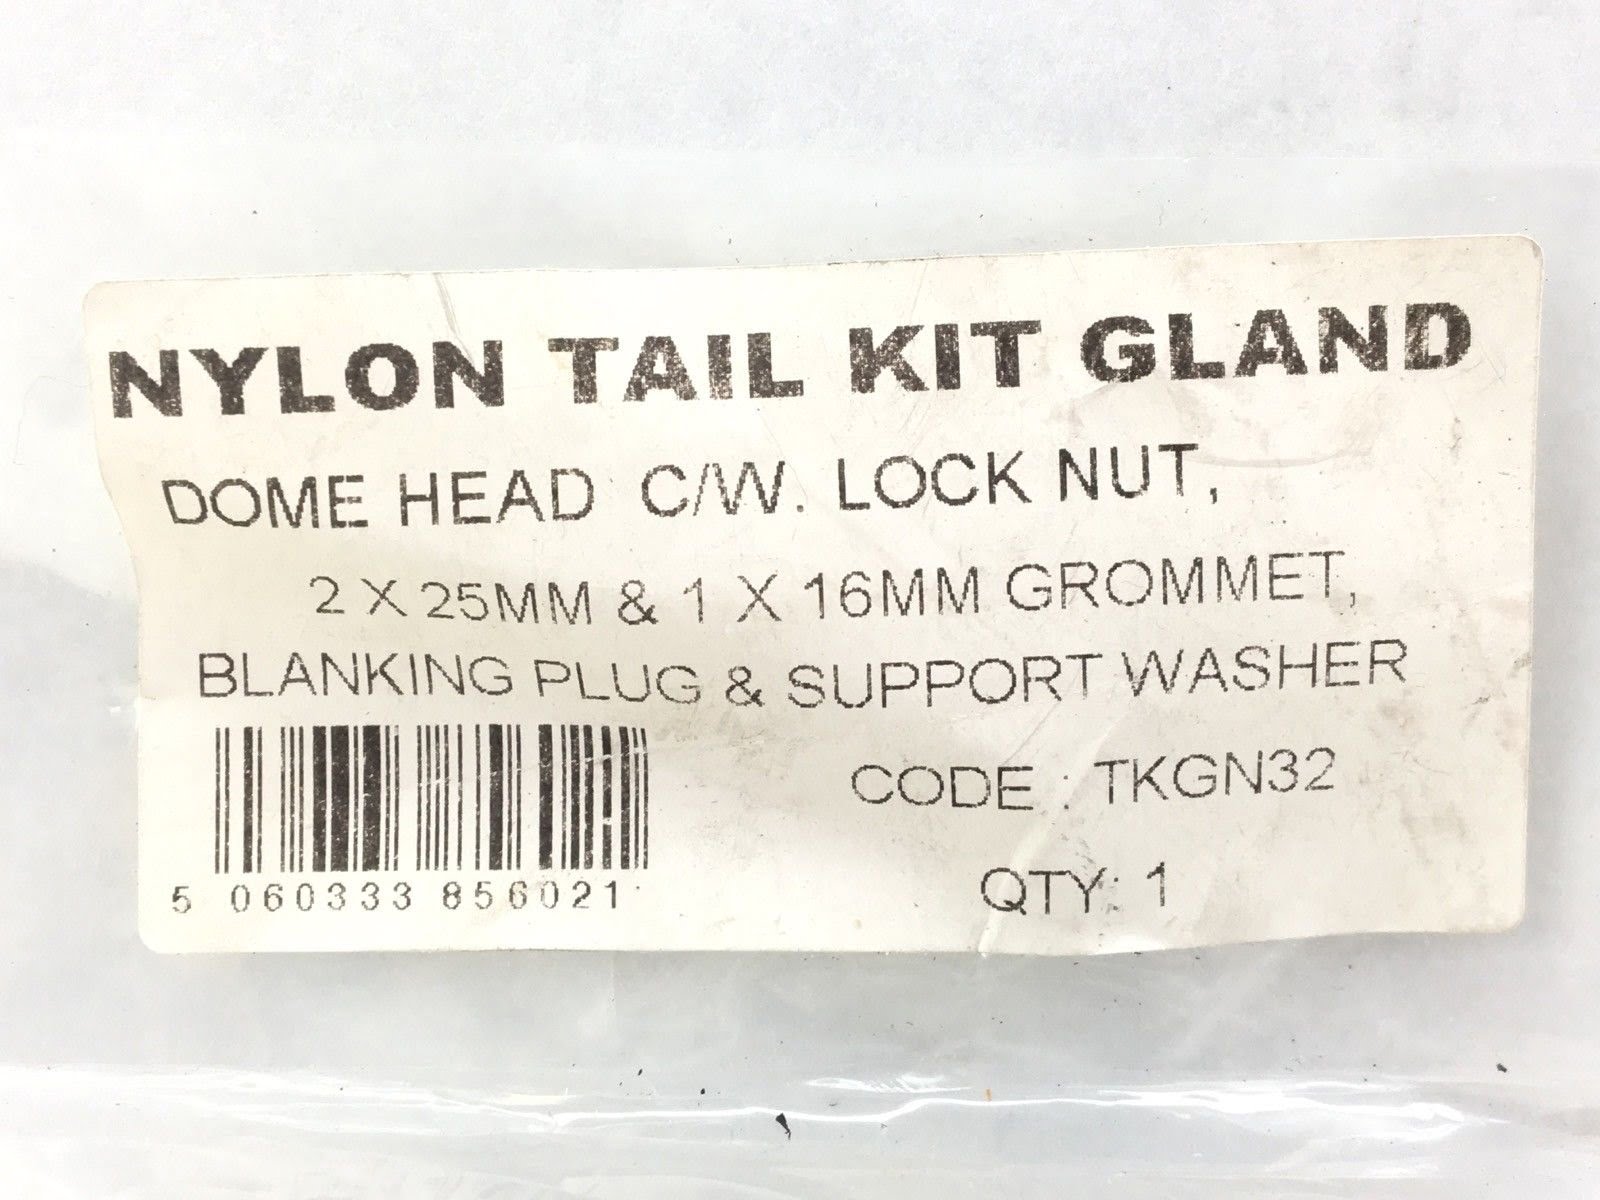 NYLON TAIL KIT GLAND
DOME HEAD C/W. LOCK NUT,
2 X 25MM & 1 X 16MM GROMMET,
BLANKING PLUG & SUPPORT WASHER
CODE : TKGN32
5 060333 856021
QTY: 1